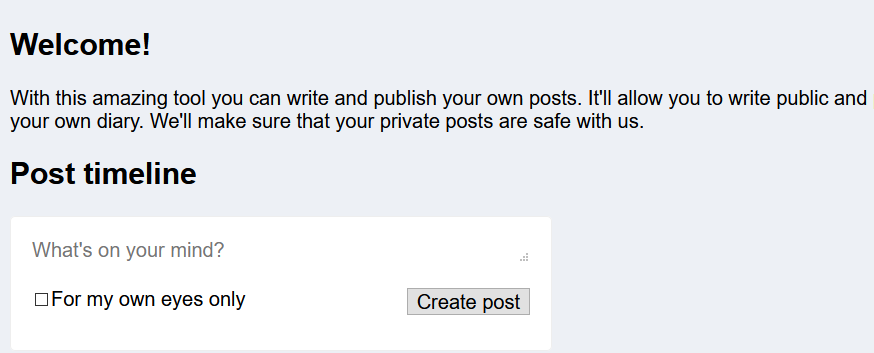 Welcome!
With this amazing tool you can write and publish your own posts. It'll allow you to write public and
your own diary. We'll make sure that your private posts are safe with us.
Post timeline
What's on your mind?
For my own eyes only
Create post